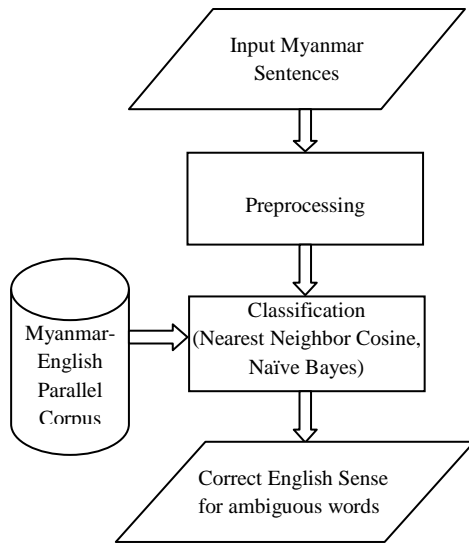 Input Myanmar
Sentences
Preprocessing
Classification
(Nearest Neighbor Cosine,
Naïve Bayes)
Myanmar-
English
Parallel
Corpus
Correct English Sense
for ambiguous words